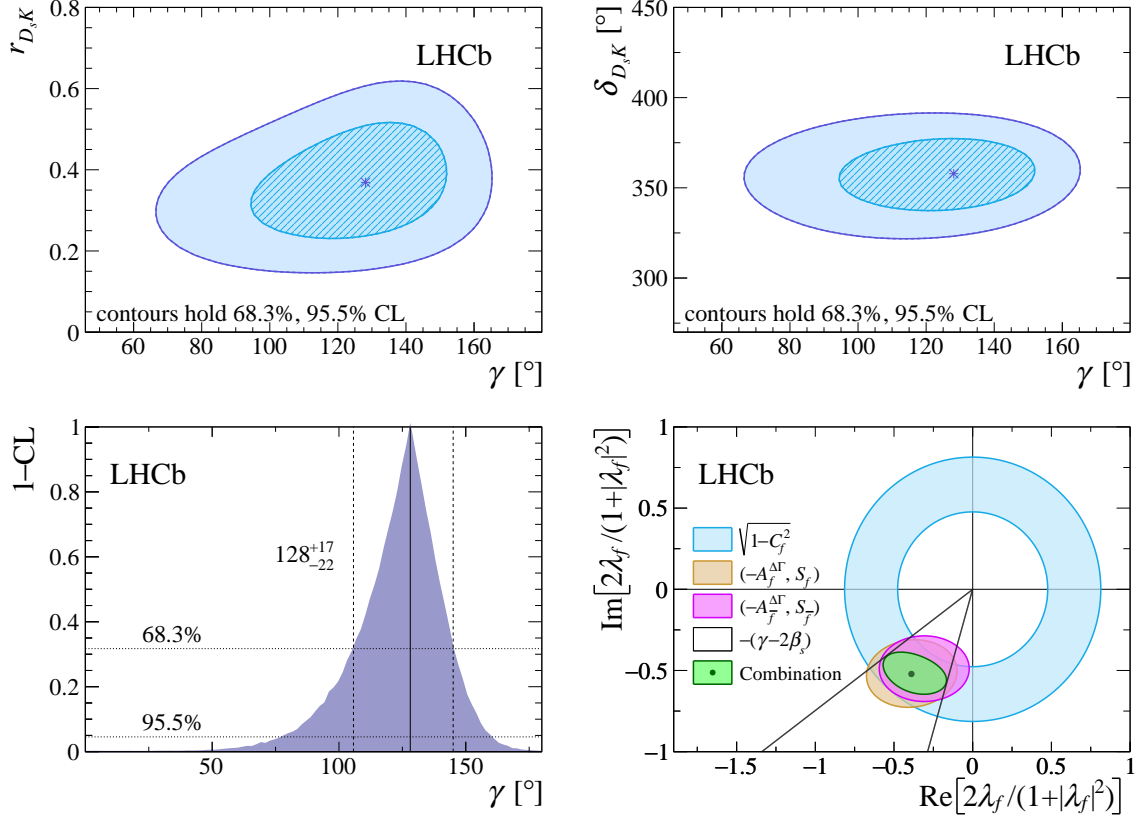 r_{D_sK}
0.8
0.6
0.4
0.2
0
LHCb
contours hold 68.3%, 95.5% CL
60 80 100 120 140 160
γ [°]
δ_{D_sK} [°]
450
400
350
300
LHCb
contours hold 68.3%, 95.5% CL
60 80 100 120 140 160
γ [°]
1–CL
1
0.8
0.6
0.4
0.2
0
LHCb
128^{+17}_{−22}
68.3%
95.5%
50 100 150
γ [°]
Im[2λ_f/(1+|λ_f|²)]
1
0.5
0
-0.5
-1
LHCb
√1–C_f^2
(-A_f^{ΔΓ}, S_f)
(-A_{f̅}^{ΔΓ}, S_{f̅})
-(γ–2β_s)
Combination
-1.5 -1 -0.5 0 0.5 1
Re[2λ_f/(1+|λ_f|²)]